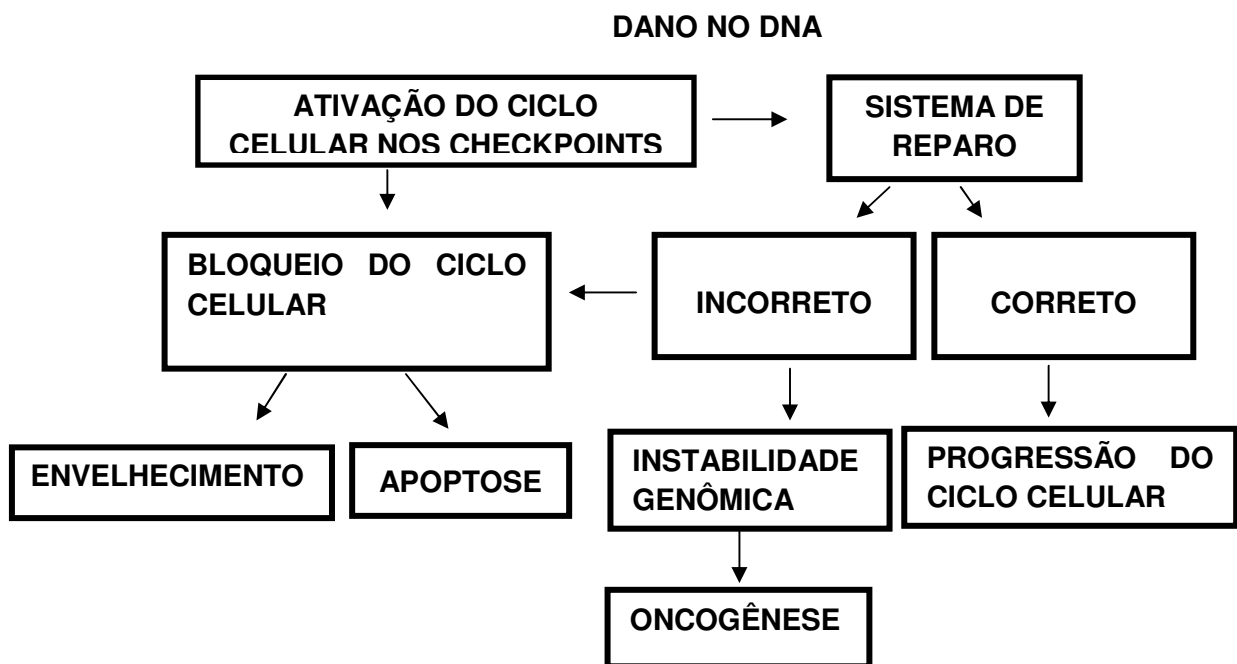 DANO NO DNA
ATIVAÇÃO DO CICLO
CELULAR NOS CHECKPOINTS
SISTEMA DE
REPARO
BLOQUEIO DO CICLO
CELULAR
INCORRETO
CORRETO
ENVELHECIMENTO
APOPTOSE
INSTABILIDADE
GENÔMICA
PROGRESSÃO DO
CICLO CELULAR
ONCOGÊNESE